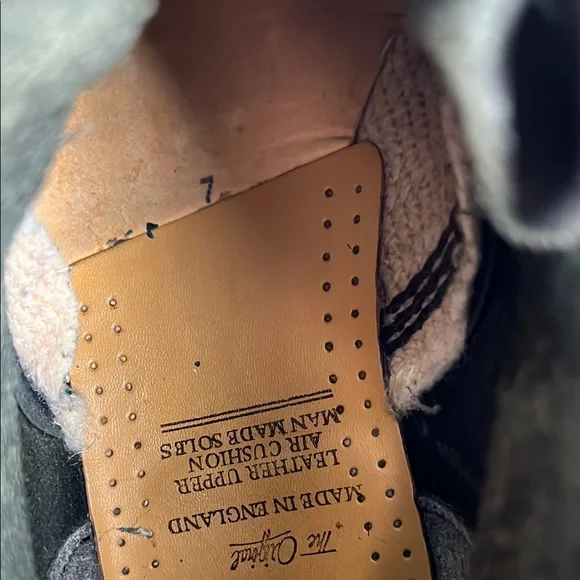 The Original
MADE IN ENGLAND
LEATHER UPPER
AIR CUSHION
MAN MADE SOLES
7